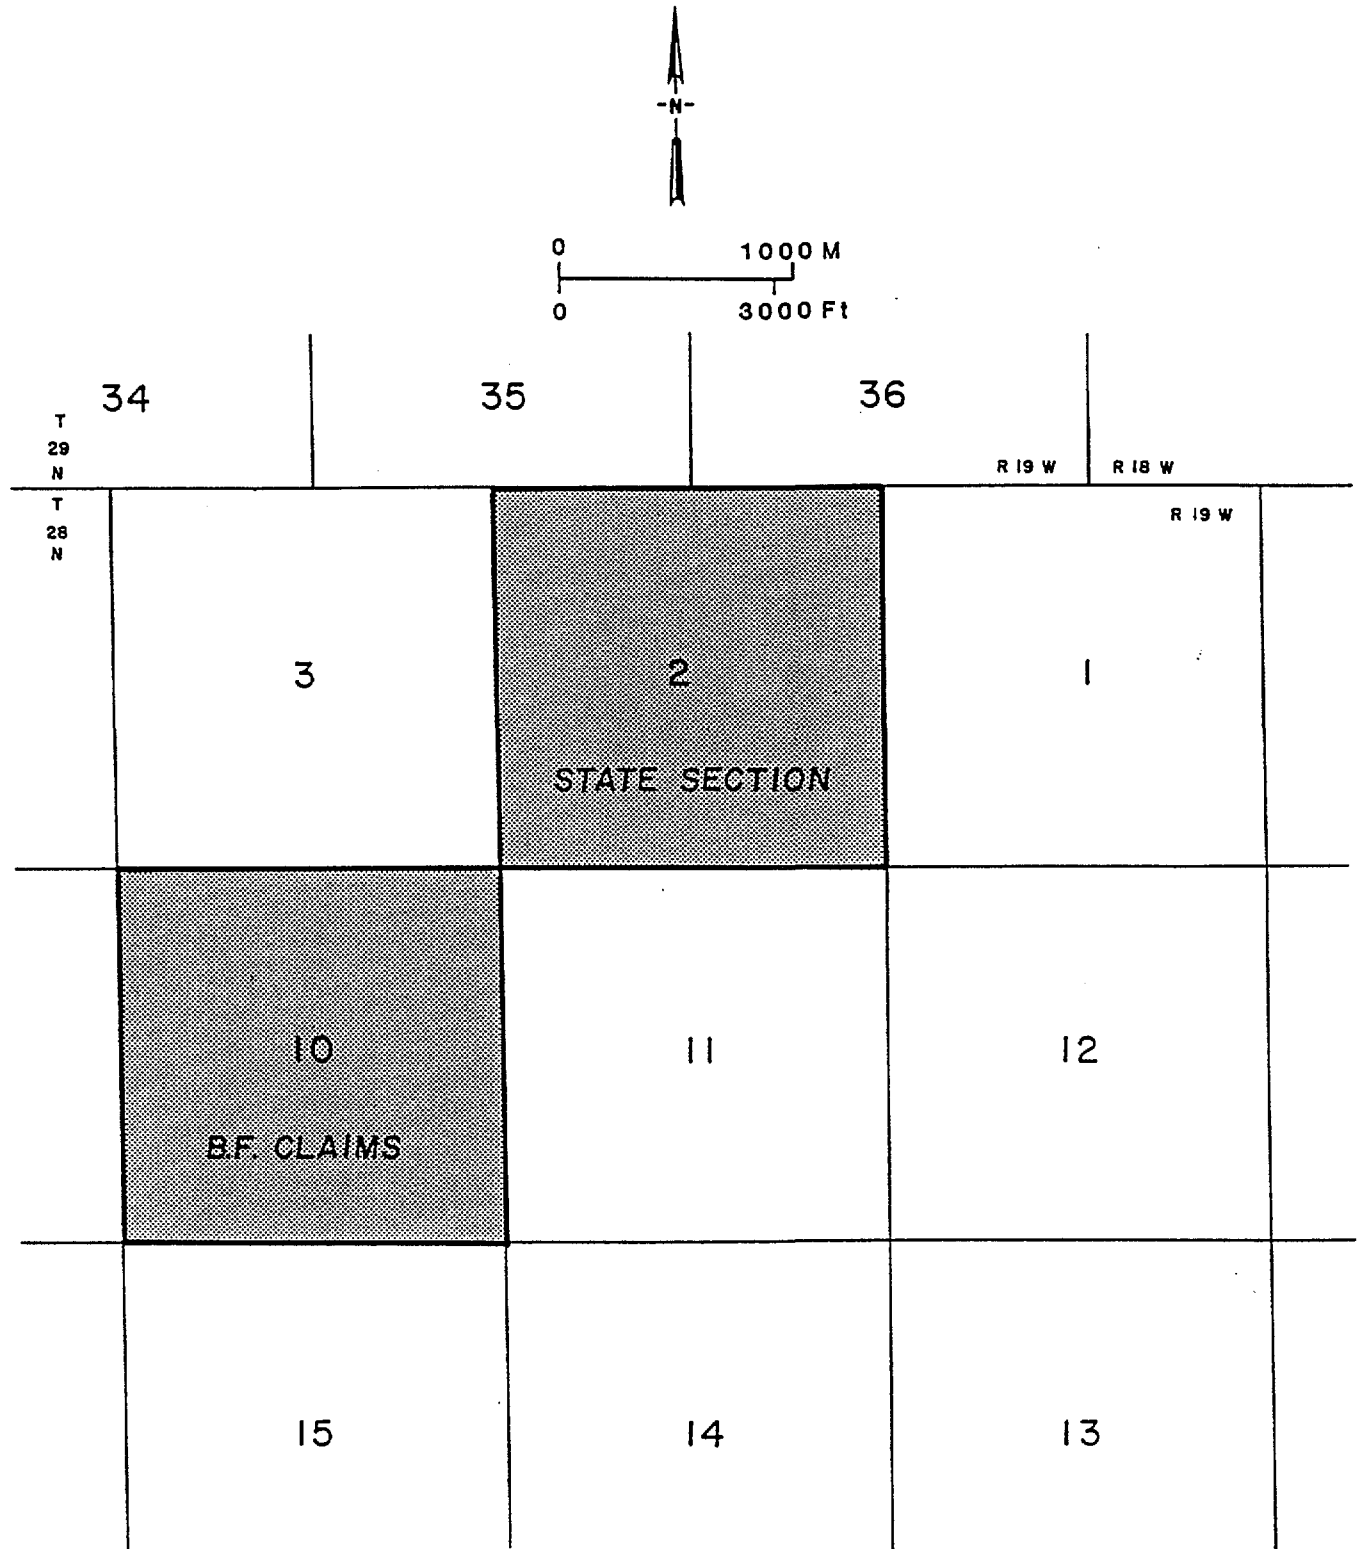 -N-
0 1000 M
0 3000 Ft
34 35 36
T
29
N
R 19 W R 18 W
T
28
N
R 19 W
3 2 1
STATE SECTION
10 11 12
B.F. CLAIMS
15 14 13